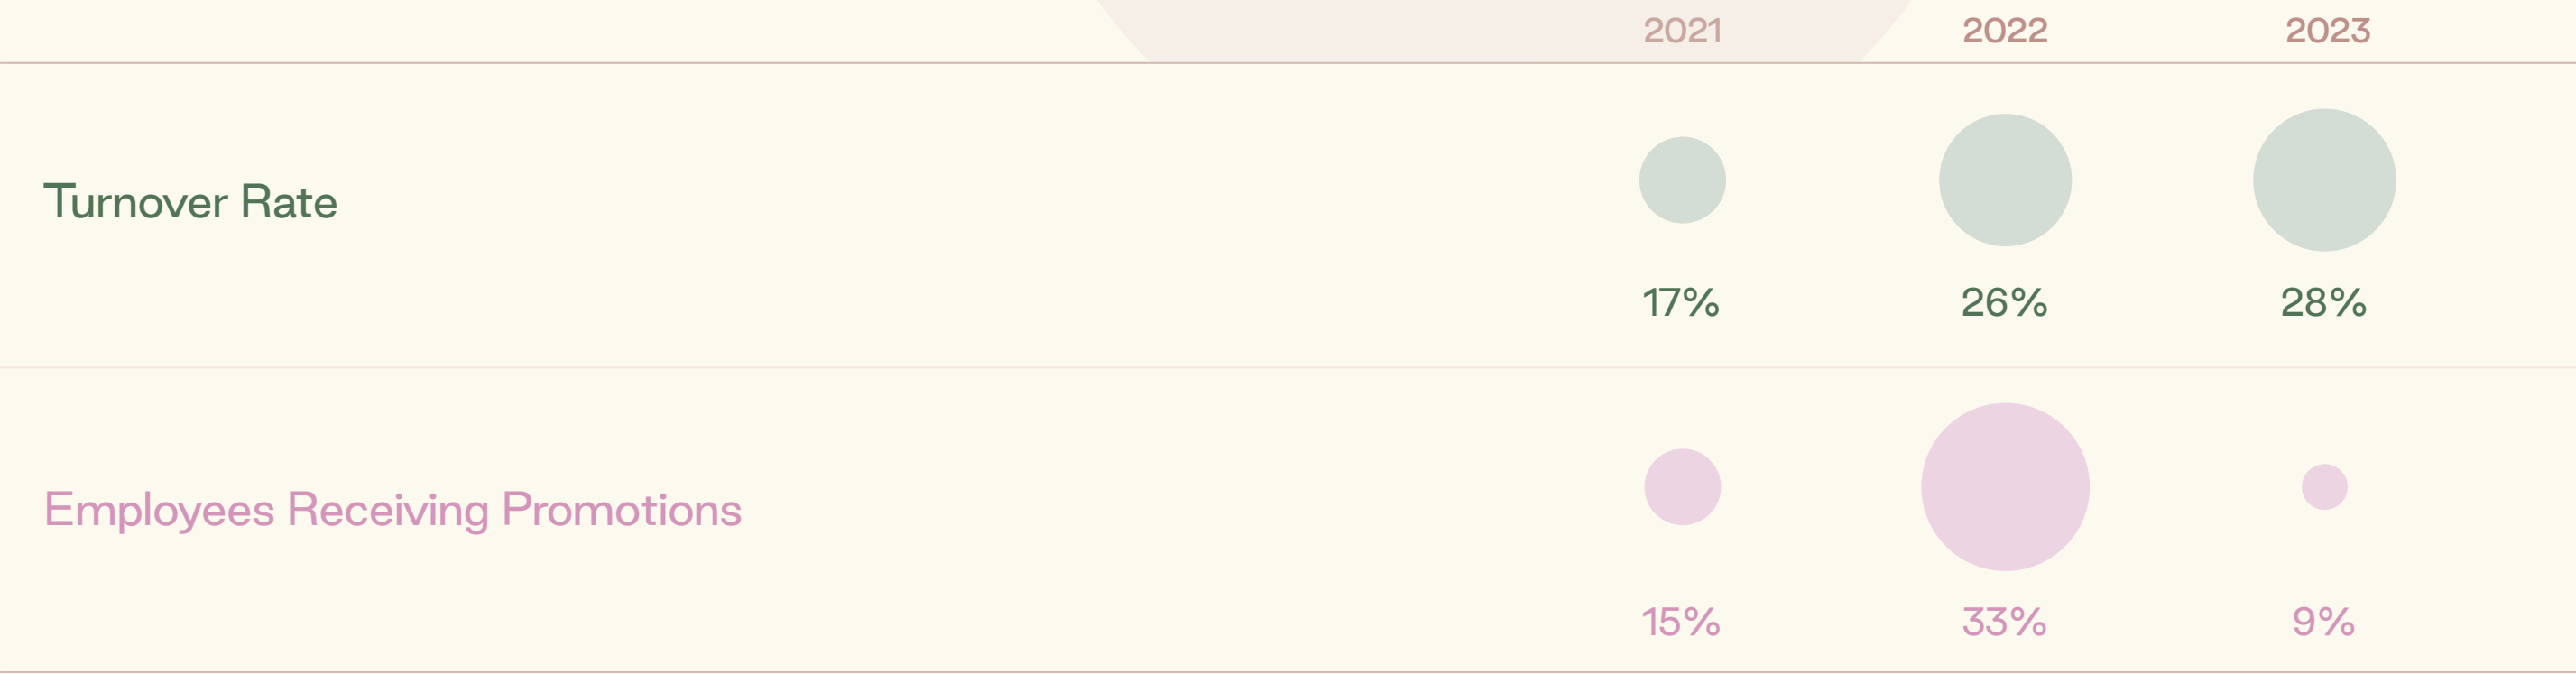 2021 2022 2023
Turnover Rate
17% 26% 28%
Employees Receiving Promotions
15% 33% 9%